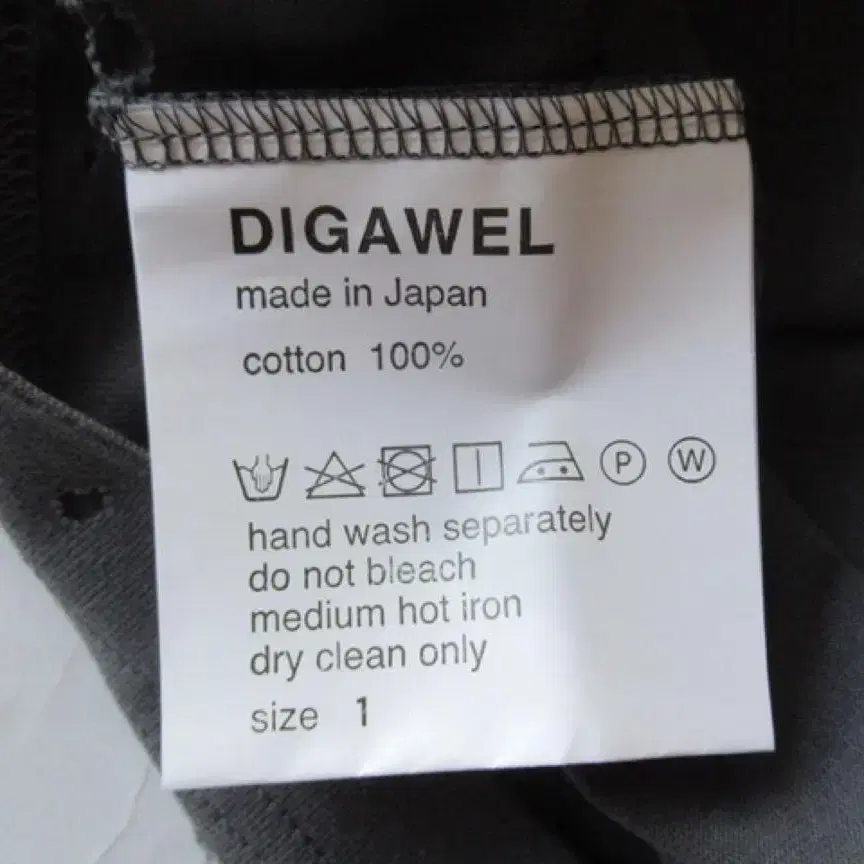 DIGAWEL
made in Japan
cotton 100%
P W
hand wash separately
do not bleach
medium hot iron
dry clean only
size 1